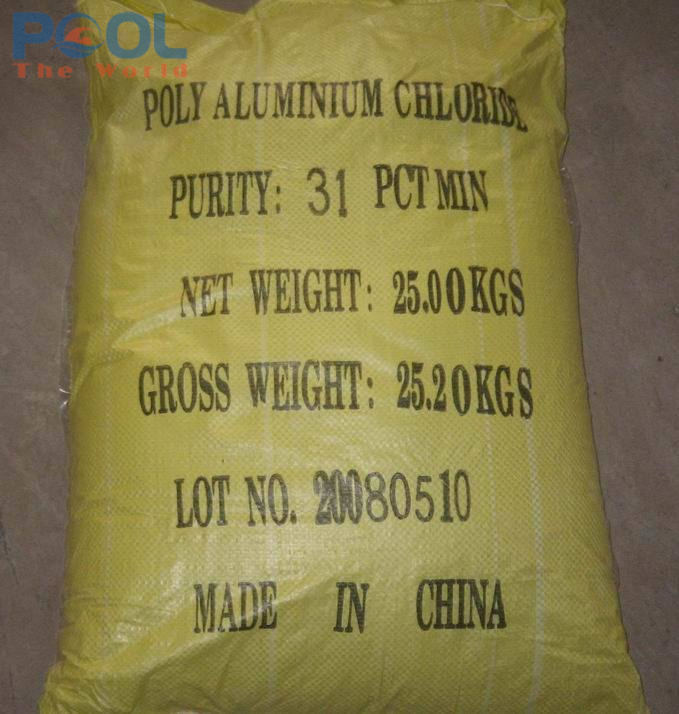 POOL
The World
POLY ALUMINIUM CHLORIDE
PURITY: 31 PCT MIN
NET WEIGHT: 25.00KGS
GROSS WEIGHT: 25.20KGS
LOT NO. 20080510
MADE IN CHINA